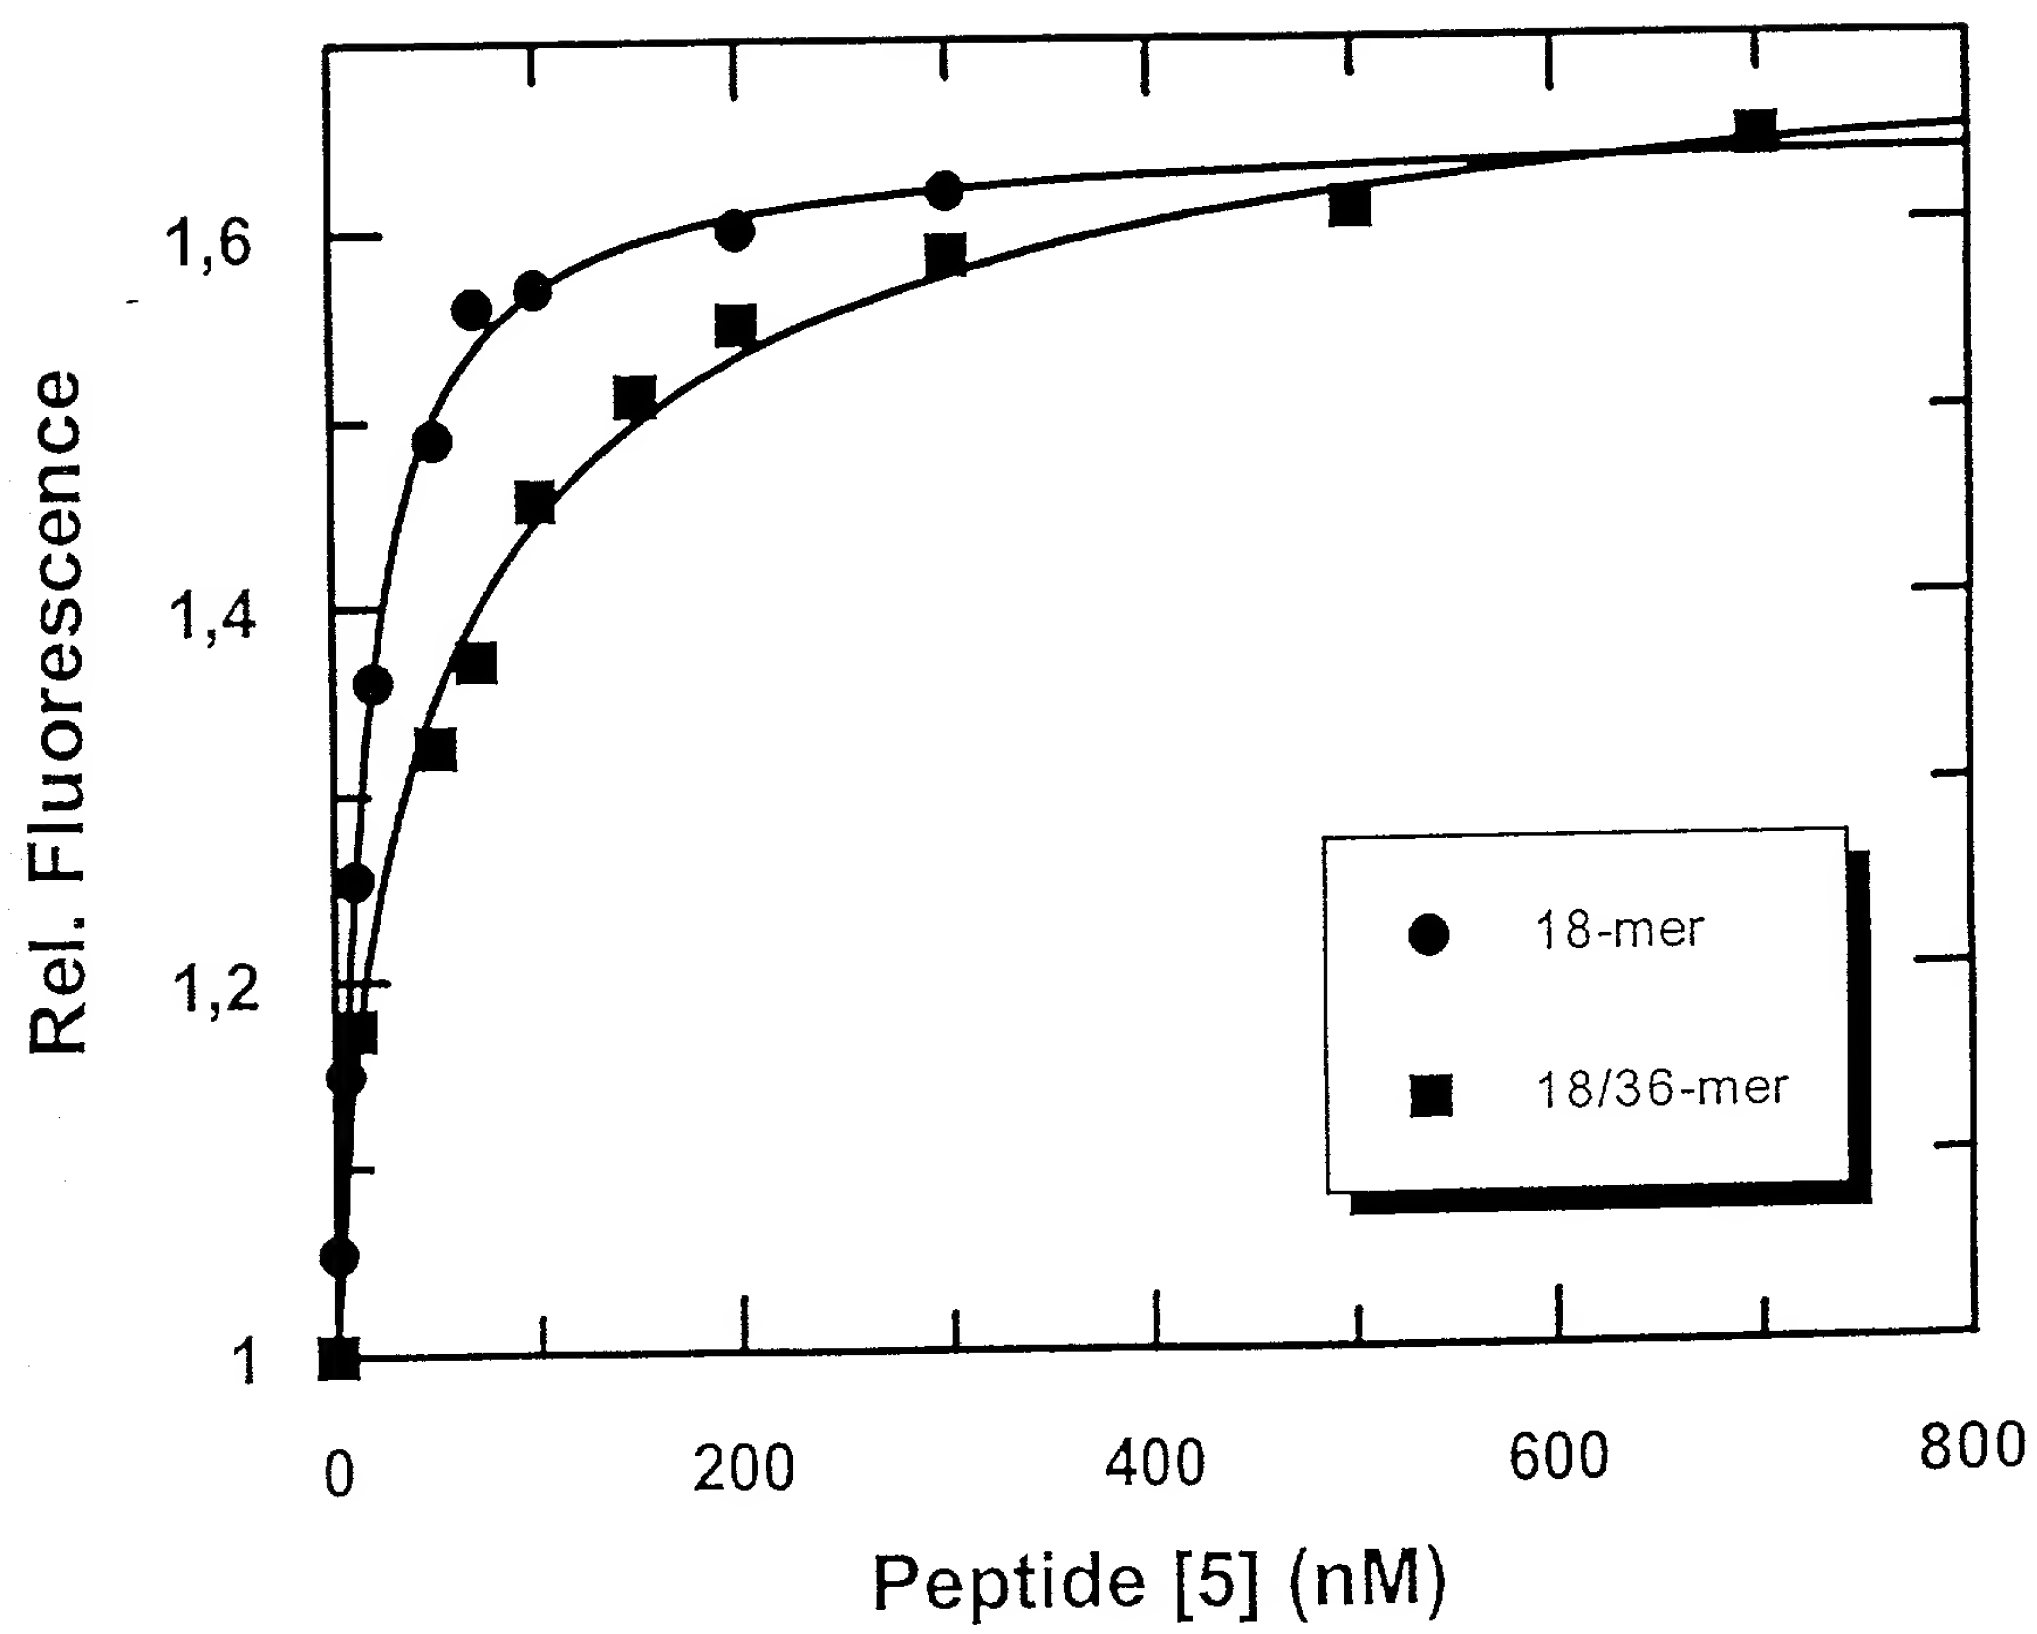 Rel. Fluorescence
1,6
1,4
1,2
1
18-mer
18/36-mer
0 200 400 600 800
Peptide [5] (nM)